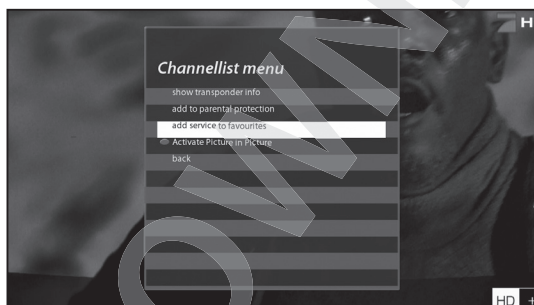 Channellist menu
show transponder info
add to parental protection
add service to favourites
Activate Picture in Picture
back
HD +